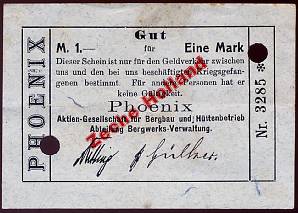 PHOENIX
Gut
M. 1.— für Eine Mark
Dieser Schein ist nur für den Geldverkehr zwischen
uns und den bei uns beschäftigten Kriegsgefan-
genen bestimmt. Für andere Personen hat er
keine Gültigkeit.
Phoenix
Aktien-Gesellschaft für Bergbau und Hüttenbetrieb
Abteilung Bergwerks-Verwaltung.
Zeche Holland
Nr. 3285 *